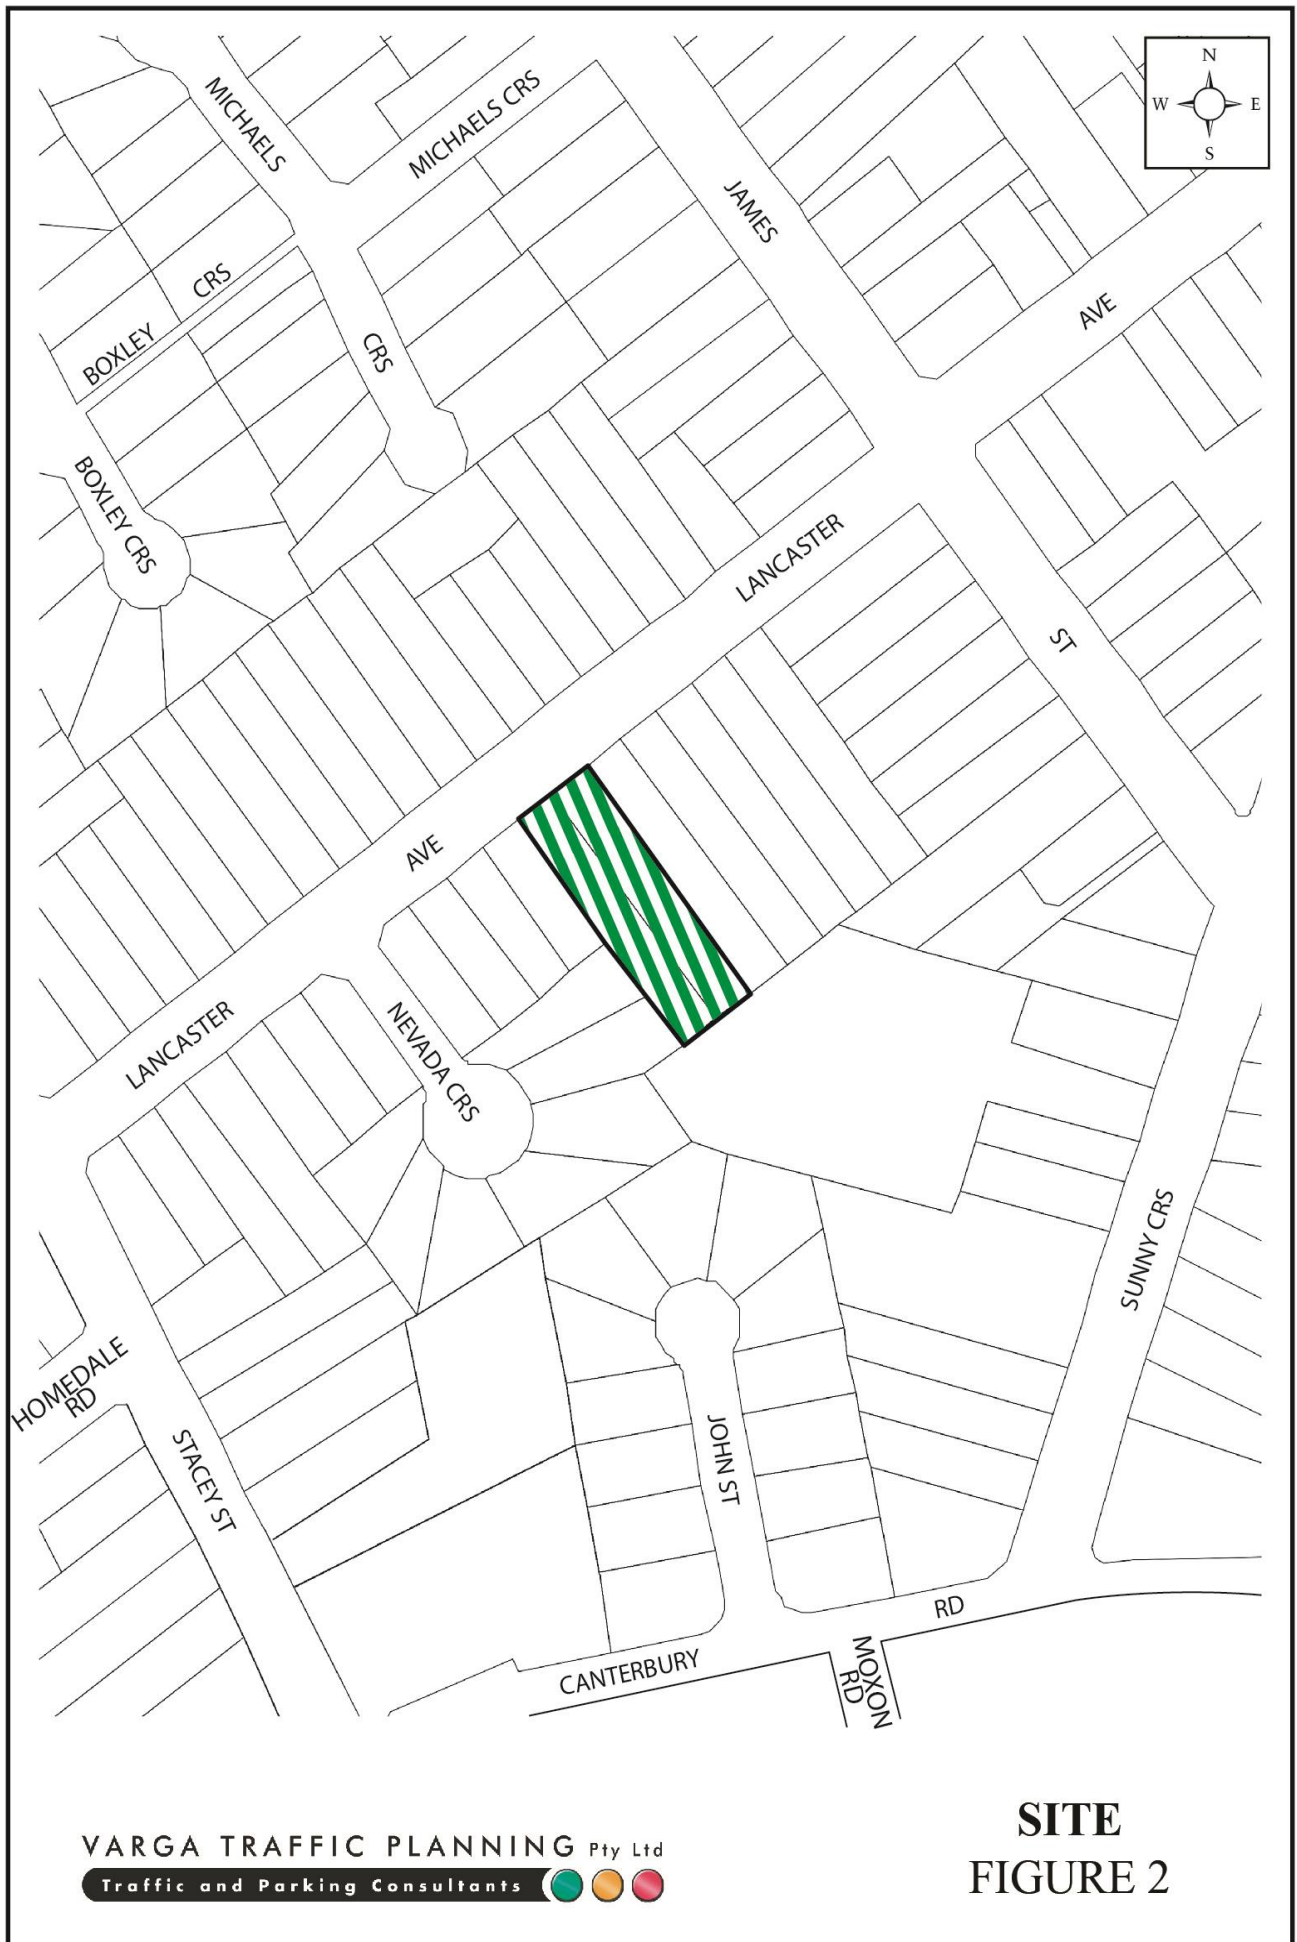 N
W E
S
MICHAELS
MICHAELS CRS
JAMES
BOXLEY CRS
CRS
AVE
BOXLEY CRS
LANCASTER
ST
AVE
LANCASTER
NEVADA CRS
SUNNY CRS
HOMEDALE
RD
STACEY ST
JOHN ST
RD
CANTERBURY
MOXON
RD
SITE
FIGURE 2
VARGA TRAFFIC PLANNING Pty Ltd
Traffic and Parking Consultants